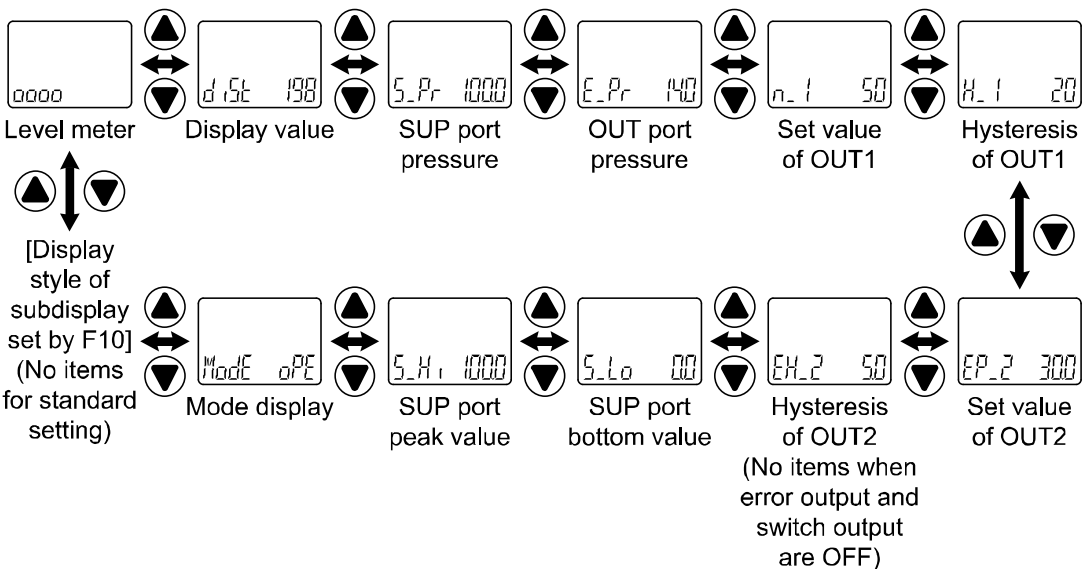 oooo
Level meter
diSt 198
Display value
S_Pr 100.0
SUP port
pressure
E_Pr 14.0
OUT port
pressure
n_1 5.0
Set value
of OUT1
H_1 2.0
Hysteresis
of OUT1
[Display
style of
subdisplay
set by F10]
(No items
for standard
setting)
ModE oPE
Mode display
S_Hi 100.0
SUP port
peak value
S_Lo 0.0
SUP port
bottom value
EH_2 5.0
Hysteresis
of OUT2
(No items when
error output and
switch output
are OFF)
EP_2 30.0
Set value
of OUT2